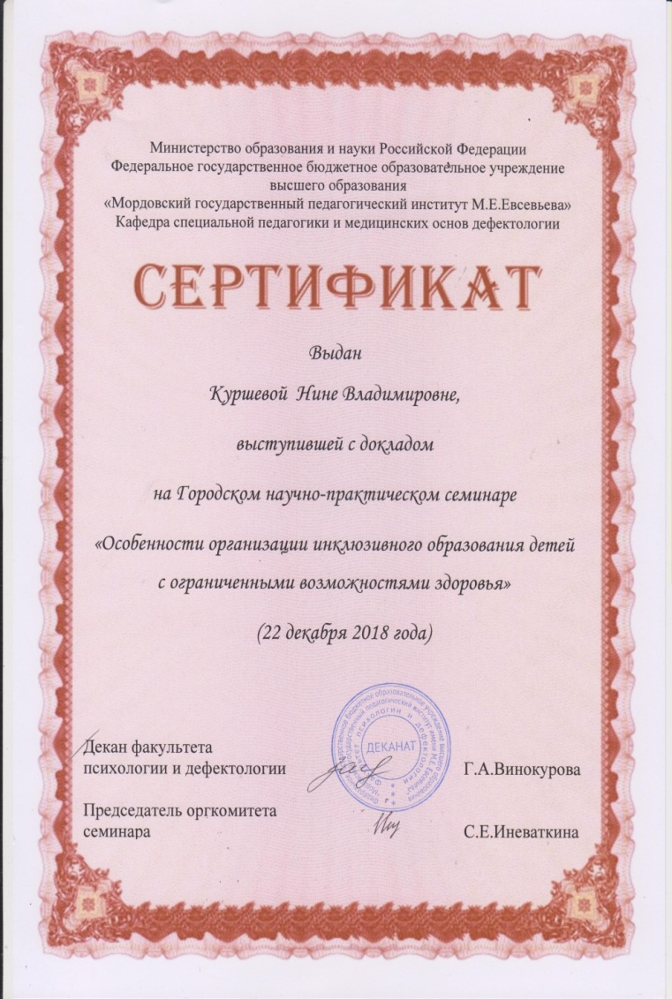 Министерство образования и науки Российской Федерации
Федеральное государственное бюджетное образовательное учреждение
высшего образования
«Мордовский государственный педагогический институт М.Е.Евсевьева»
Кафедра специальной педагогики и медицинских основ дефектологии
СЕРТИФИКАТ
Выдан
Куршевой Нине Владимировне,
выступившей с докладом
на Городском научно-практическом семинаре
«Особенности организации инклюзивного образования детей
с ограниченными возможностями здоровья»
(22 декабря 2018 года)
Декан факультета
психологии и дефектологии
Г.А.Винокурова
ДЕКАНАТ
Председатель оргкомитета
семинара
С.Е.Иневаткина